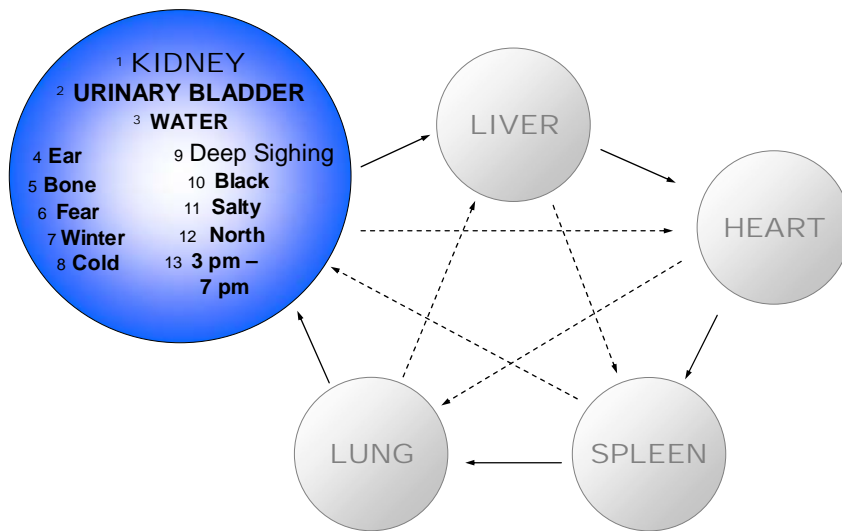 1 KIDNEY
2 URINARY BLADDER
3 WATER
4 Ear
5 Bone
6 Fear
7 Winter
8 Cold
9 Deep Sighing
10 Black
11 Salty
12 North
13 3 pm –
7 pm
LIVER
HEART
LUNG
SPLEEN